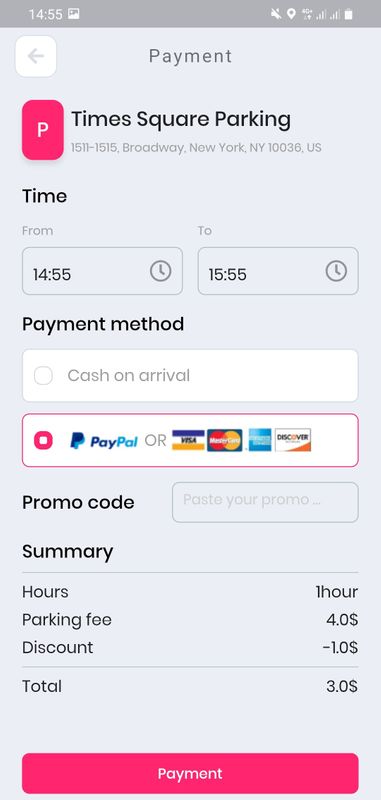 14:55 4G+
Payment
P Times Square Parking
1511-1515, Broadway, New York, NY 10036, US
Time
From To
14:55 15:55
Payment method
Cash on arrival
PayPal OR VISA MasterCard DISCOVER
Promo code Paste your promo ...
Summary
Hours 1hour
Parking fee 4.0$
Discount -1.0$
Total 3.0$
Payment